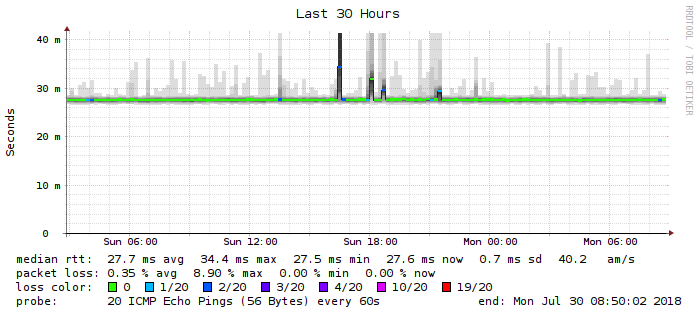 Last 30 Hours
RRDTOOL / TOBI OETIKER
Seconds
40 m
30 m
20 m
10 m
0
Sun 06:00 Sun 12:00 Sun 18:00 Mon 00:00 Mon 06:00
median rtt: 27.7 ms avg 34.4 ms max 27.5 ms min 27.6 ms now 0.7 ms sd 40.2 am/s
packet loss: 0.35 % avg 8.90 % max 0.00 % min 0.00 % now
loss color: 0 1/20 2/20 3/20 4/20 10/20 19/20
probe: 20 ICMP Echo Pings (56 Bytes) every 60s end: Mon Jul 30 08:50:02 2018